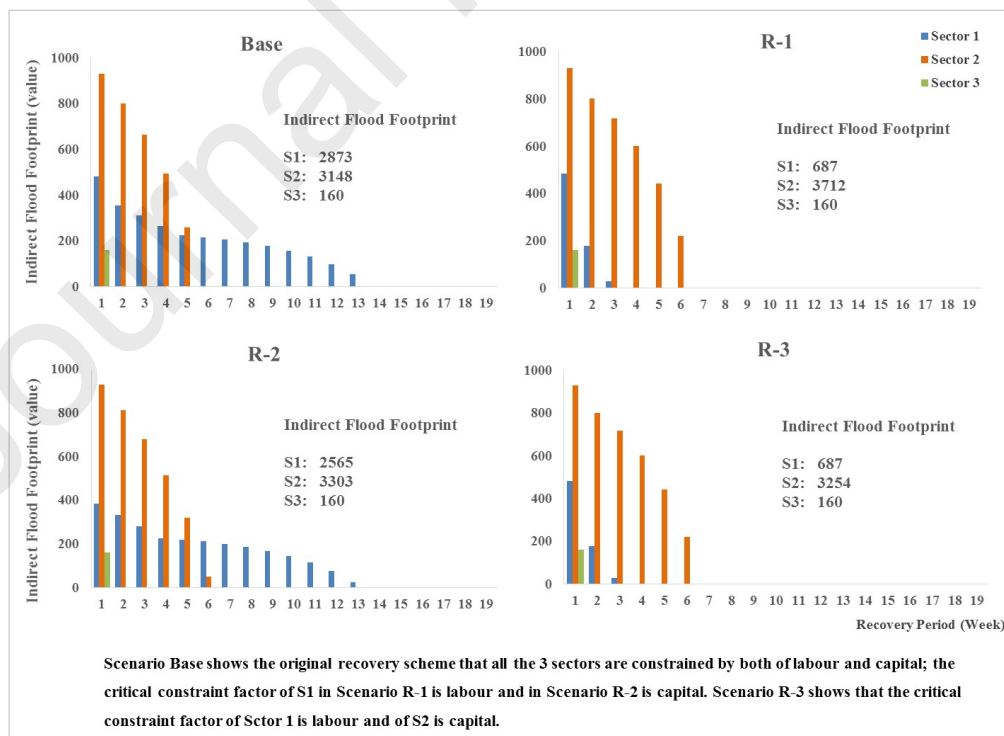 Journal
Base
Indirect Flood Footprint (value)
1000
800
600
400
200
0
Indirect Flood Footprint
S1: 2873
S2: 3148
S3: 160
1 2 3 4 5 6 7 8 9 10 11 12 13 14 15 16 17 18 19
R-1
Sector 1
Sector 2
Sector 3
1000
800
600
400
200
0
Indirect Flood Footprint
S1: 687
S2: 3712
S3: 160
1 2 3 4 5 6 7 8 9 10 11 12 13 14 15 16 17 18 19
R-2
Indirect Flood Footprint (value)
1000
800
600
400
200
0
Indirect Flood Footprint
S1: 2565
S2: 3303
S3: 160
1 2 3 4 5 6 7 8 9 10 11 12 13 14 15 16 17 18 19
R-3
1000
800
600
400
200
0
Indirect Flood Footprint
S1: 687
S2: 3254
S3: 160
1 2 3 4 5 6 7 8 9 10 11 12 13 14 15 16 17 18 19
Recovery Period (Week)
Scenario Base shows the original recovery scheme that all the 3 sectors are constrained by both of labour and capital; the
critical constraint factor of S1 in Scenario R-1 is labour and in Scenario R-2 is capital. Scenario R-3 shows that the critical
constraint factor of Sctor 1 is labour and of S2 is capital.